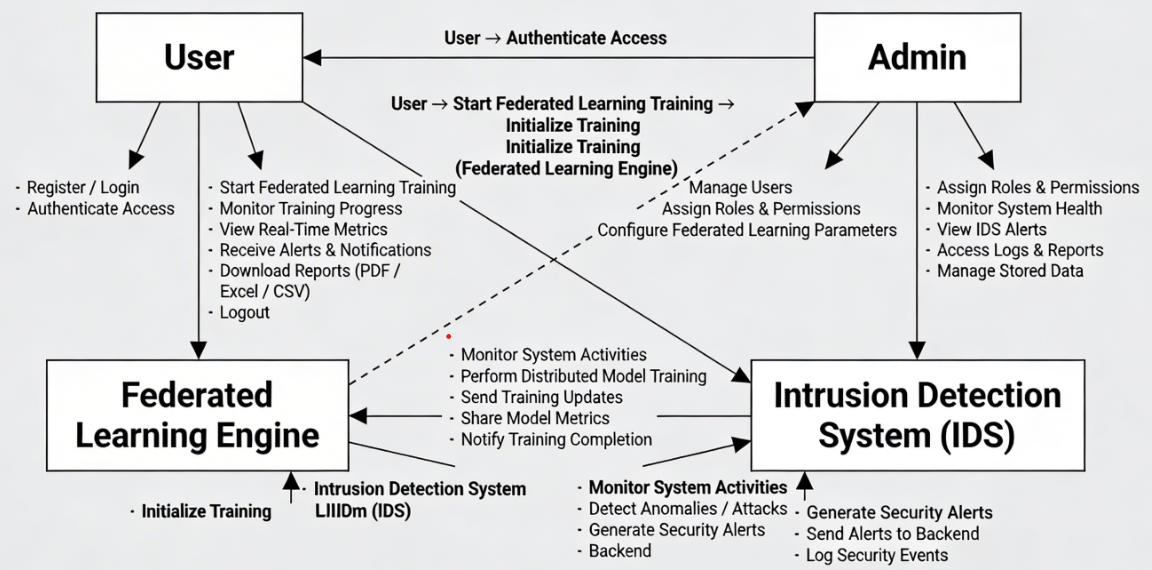 User
Admin
User → Authenticate Access
User → Start Federated Learning Training →
Initialize Training
Initialize Training
(Federated Learning Engine)
- Register / Login
- Authenticate Access
- Start Federated Learning Training
- Monitor Training Progress
- View Real-Time Metrics
- Receive Alerts & Notifications
- Download Reports (PDF /
Excel / CSV)
- Logout
Manage Users
Assign Roles & Permissions
Configure Federated Learning Parameters
- Assign Roles & Permissions
- Monitor System Health
- View IDS Alerts
- Access Logs & Reports
- Manage Stored Data
Federated
Learning Engine
- Monitor System Activities
- Perform Distributed Model Training
- Send Training Updates
- Share Model Metrics
- Notify Training Completion
Intrusion Detection
System (IDS)
- Initialize Training
- Intrusion Detection System
LIIIDm (IDS)
- Monitor System Activities
- Detect Anomalies / Attacks
- Generate Security Alerts
- Backend
- Generate Security Alerts
- Send Alerts to Backend
- Log Security Events